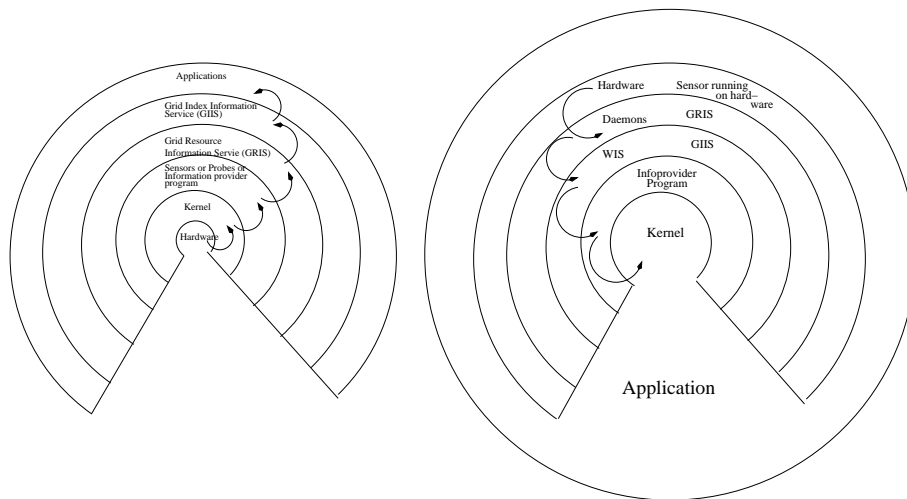 Applications
Grid Index Information
Service (GIIS)
Grid Resource
Information Servie (GRIS)
Sensors or Probes or
Information provider
program
Kernel
Hardware
Hardware
Sensor running
on hard–
ware
Daemons
GRIS
WIS
GIIS
Infoprovider
Program
Kernel
Application